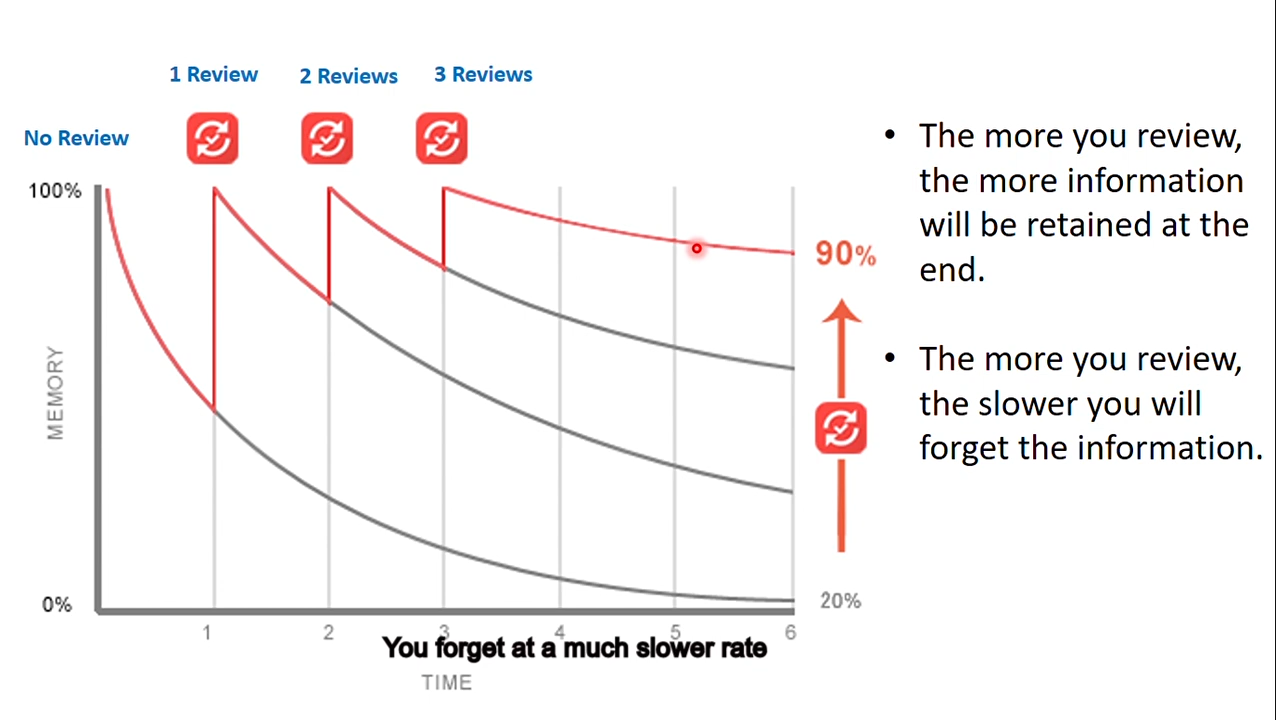 1 Review
2 Reviews
3 Reviews
No Review
100%
MEMORY
0%
1
2
3
4
5
6
TIME
You forget at a much slower rate
90%
20%
• The more you review,
the more information
will be retained at the
end.
• The more you review,
the slower you will
forget the information.